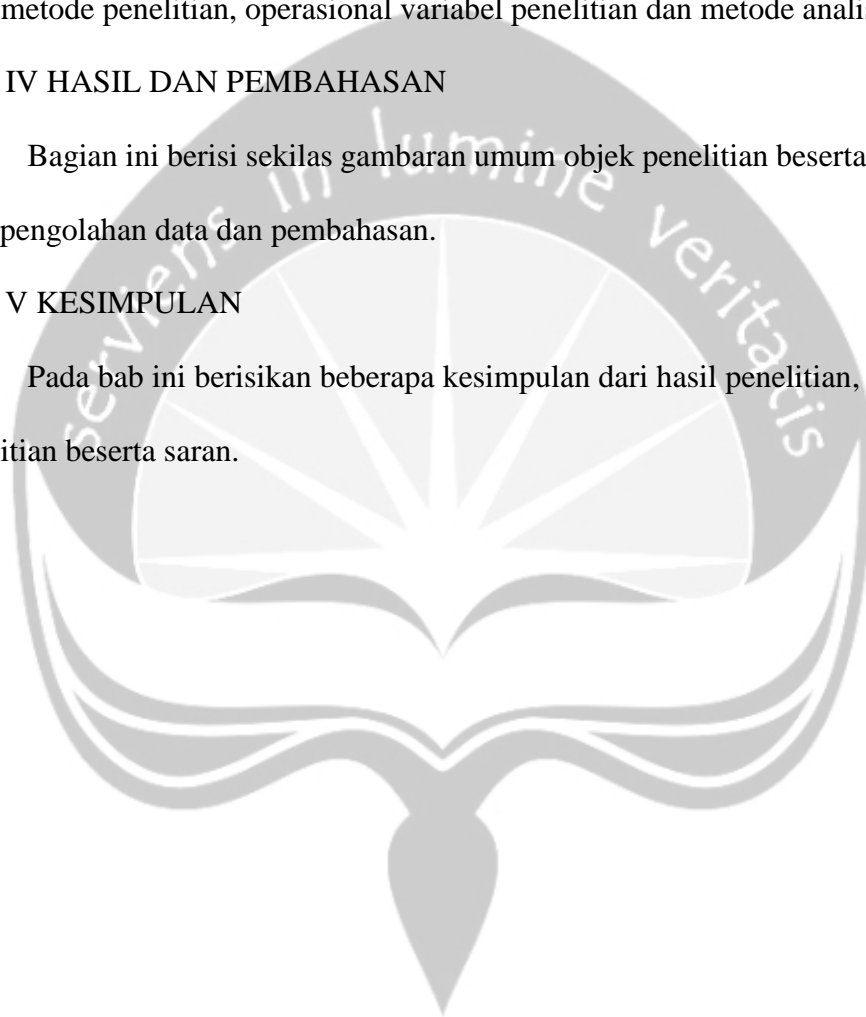 metode penelitian, operasional variabel penelitian dan metode analis
IV HASIL DAN PEMBAHASAN
Bagian ini berisi sekilas gambaran umum objek penelitian beserta
pengolahan data dan pembahasan.
V KESIMPULAN
Pada bab ini berisikan beberapa kesimpulan dari hasil penelitian,
itian beserta saran.
serviens in lumine veritatis